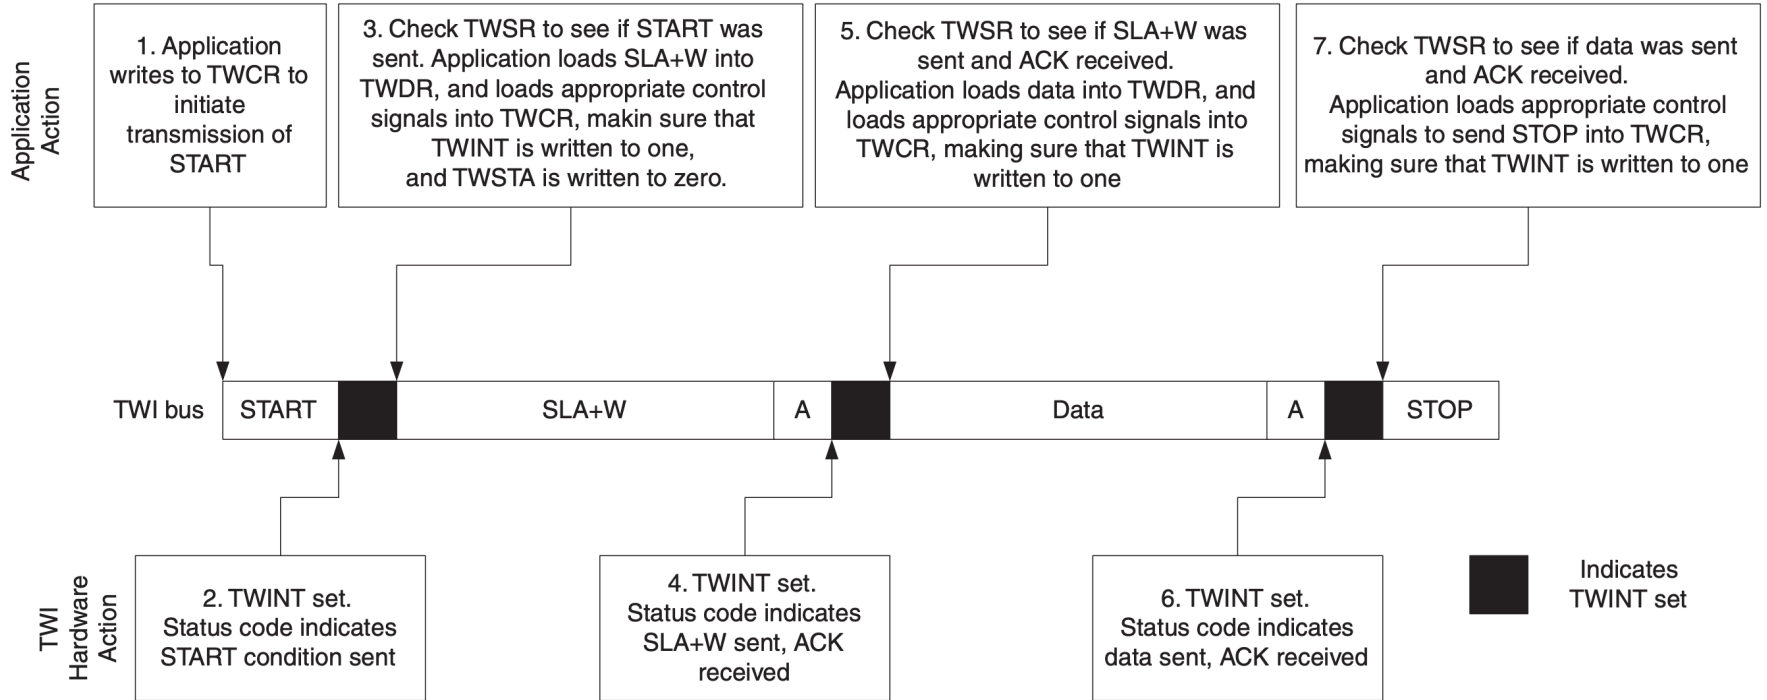 Application
Action
1. Application
writes to TWCR to
initiate
transmission of
START
3. Check TWSR to see if START was
sent. Application loads SLA+W into
TWDR, and loads appropriate control
signals into TWCR, makin sure that
TWINT is written to one,
and TWSTA is written to zero.
5. Check TWSR to see if SLA+W was
sent and ACK received.
Application loads data into TWDR, and
loads appropriate control signals into
TWCR, making sure that TWINT is
written to one
7. Check TWSR to see if data was sent
and ACK received.
Application loads appropriate control
signals to send STOP into TWCR,
making sure that TWINT is written to one
TWI bus
START
SLA+W
A
Data
A
STOP
TWI
Hardware
Action
2. TWINT set.
Status code indicates
START condition sent
4. TWINT set.
Status code indicates
SLA+W sent, ACK
received
6. TWINT set.
Status code indicates
data sent, ACK received
Indicates
TWINT set